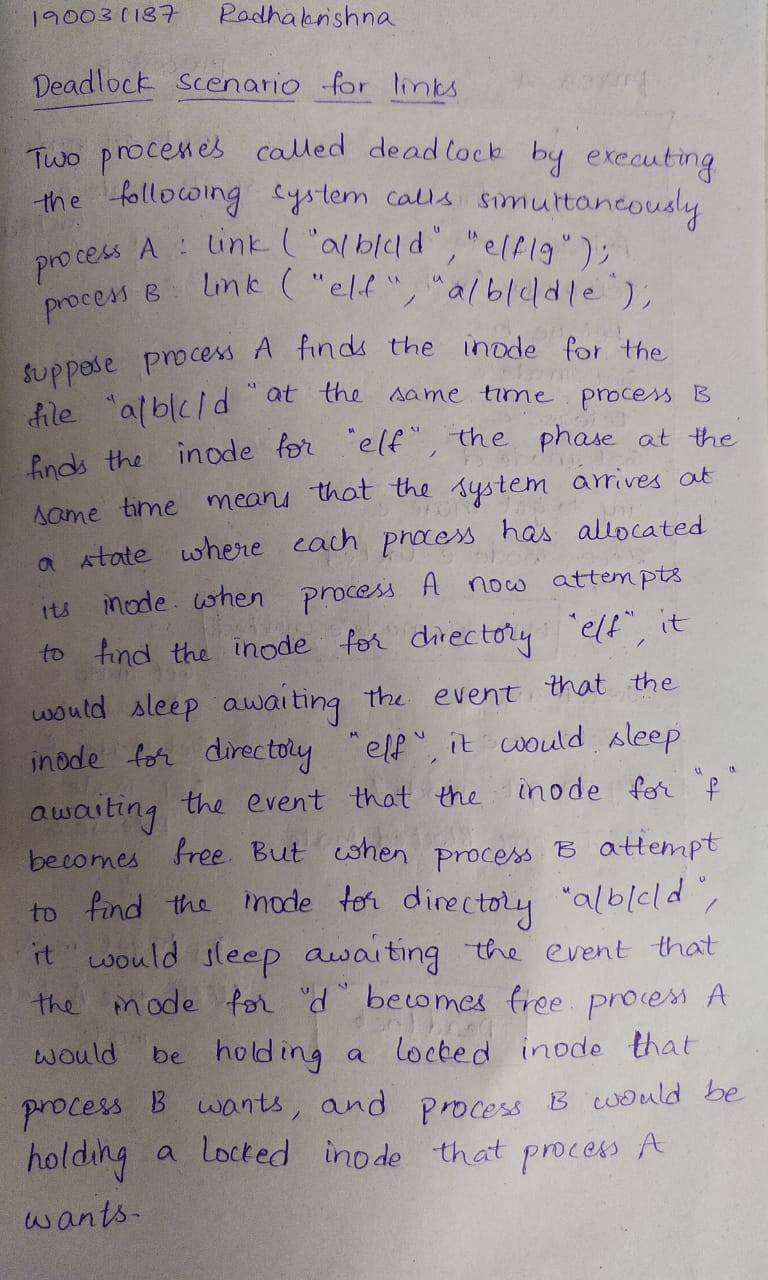 190031187 Radhakrishna
Deadlock scenario for links
Two processes called deadlock by executing
the following system calls simultaneously
process A : link ("a/b/c/d", "e/f/g");
process B : link ("e/f", "a/b/c/d/e");
suppose process A finds the inode for the
file "a/b/c/d" at the same time process B
finds the inode for "e/f", the phase at the
same time means that the system arrives at
a state where each process has allocated
its inode. when process A now attempts
to find the inode for directory "e/f", it
would sleep awaiting the event that the
inode for directory "e/f", it would sleep
awaiting the event that the inode for "f"
becomes free. But when process B attempt
to find the inode for directory "a/b/c/d",
it would sleep awaiting the event that
the inode for "d" becomes free. process A
would be holding a locked inode that
process B wants, and process B would be
holding a locked inode that process A
wants.